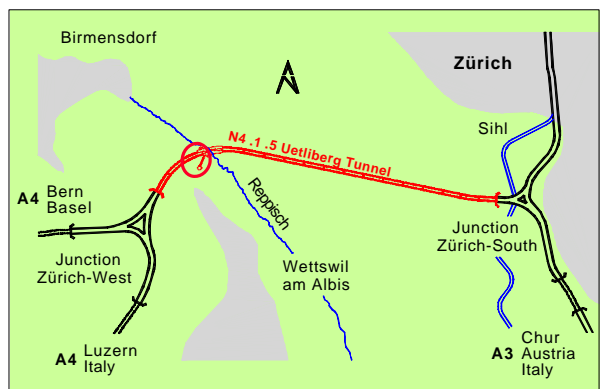 Birmensdorf
Zürich
Sihl
N4 .1 .5 Uetliberg Tunnel
A4 Bern
Basel
Reppisch
Junction
Zürich-West
Junction
Zürich-South
Wettswil
am Albis
A4 Luzern
Italy
A3 Chur
Austria
Italy